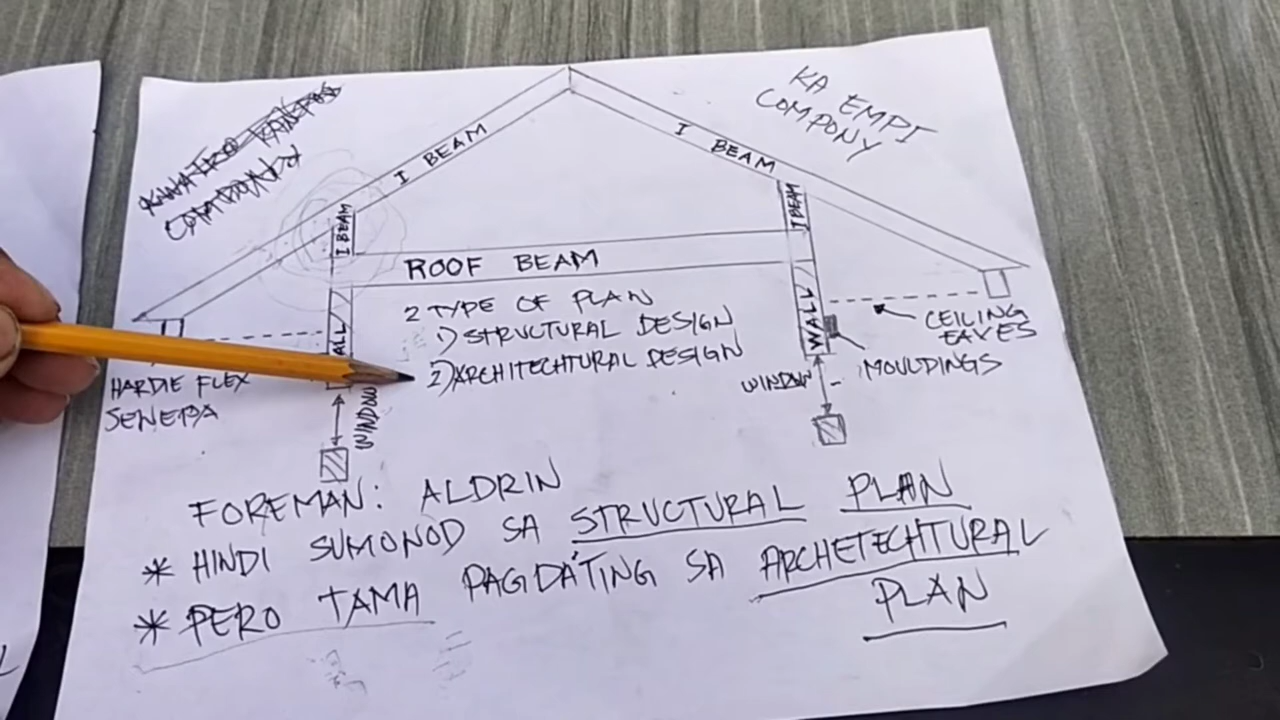 KA EMPI
COMPONY
I BEAM
I BEAM
I BEAM
I BEAM
ROOF BEAM
2 TYPE OF PLAN
1) STRUCTURAL DESIGN
2) ARCHITECHTURAL DESIGN
WALL
CEILING
EAVES
MOULDINGS
WINDOW
ALL
WINDOW
HARDIE FLEX
SENEPA
FOREMAN: ALDRIN
* HINDI SUMONOD SA STRUCTURAL PLAN
* PERO TAMA PAGDATING SA ARCHETECHTURAL
PLAN